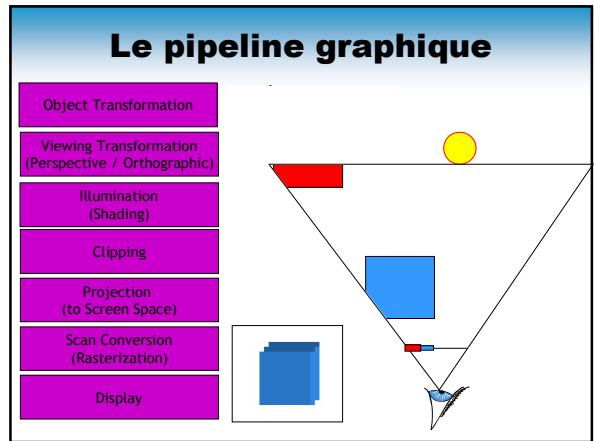 Le pipeline graphique
Object Transformation
Viewing Transformation
(Perspective / Orthographic)
Illumination
(Shading)
Clipping
Projection
(to Screen Space)
Scan Conversion
(Rasterization)
Display